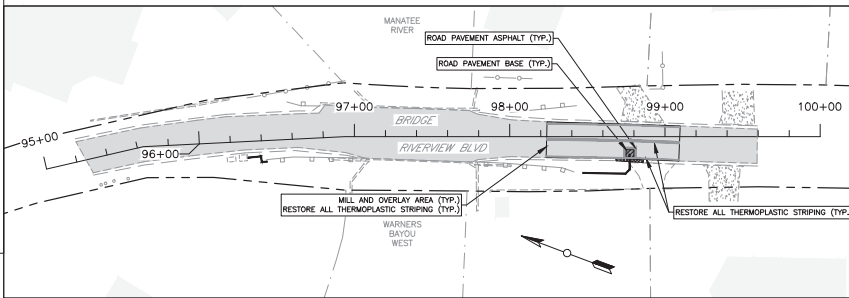 MANATEE
RIVER
ROAD PAVEMENT ASPHALT (TYP.)
ROAD PAVEMENT BASE (TYP.)
97+00
98+00
99+00
100+00
95+00
96+00
BRIDGE
RIVERVIEW BLVD
MILL AND OVERLAY AREA (TYP.)
RESTORE ALL THERMOPLASTIC STRIPING (TYP.)
RESTORE ALL THERMOPLASTIC STRIPING (TYP.
WARNERS
BAYOU
WEST